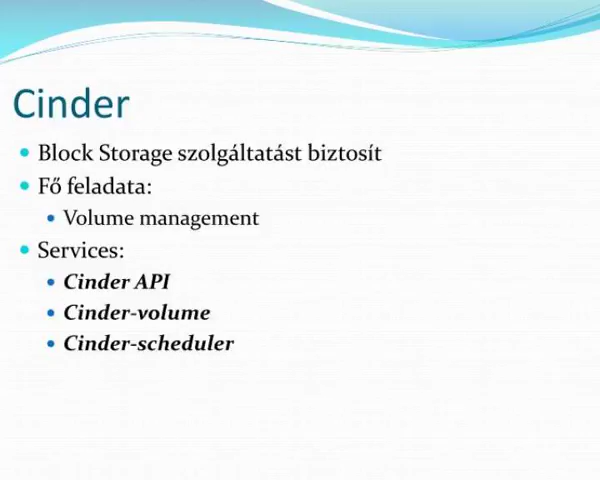 Cinder
Block Storage szolgáltatást biztosít
Fő feladata:
Volume management
Services:
Cinder API
Cinder-volume
Cinder-scheduler